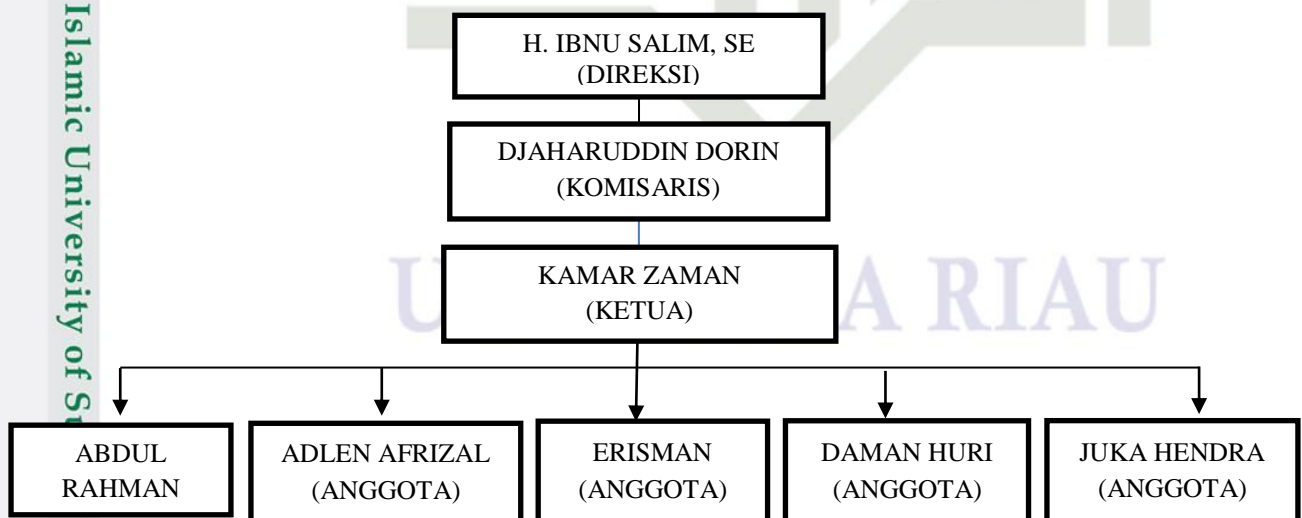 H. IBNU SALIM, SE
(DIREKSI)
DJAHARUDDIN DORIN
(KOMISARIS)
KAMAR ZAMAN
(KETUA)
ABDUL
RAHMAN
ADLEN AFRIZAL
(ANGGOTA)
ERISMAN
(ANGGOTA)
DAMAN HURI
(ANGGOTA)
JUKA HENDRA
(ANGGOTA)
Islamic University of
U A RIAU